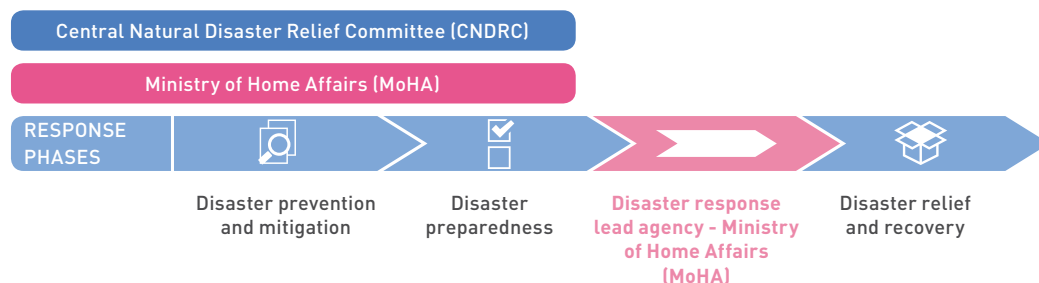 Central Natural Disaster Relief Committee (CNDRC)
Ministry of Home Affairs (MoHA)
RESPONSE
PHASES
Disaster prevention
and mitigation
Disaster
preparedness
Disaster response
lead agency - Ministry
of Home Affairs
(MoHA)
Disaster relief
and recovery